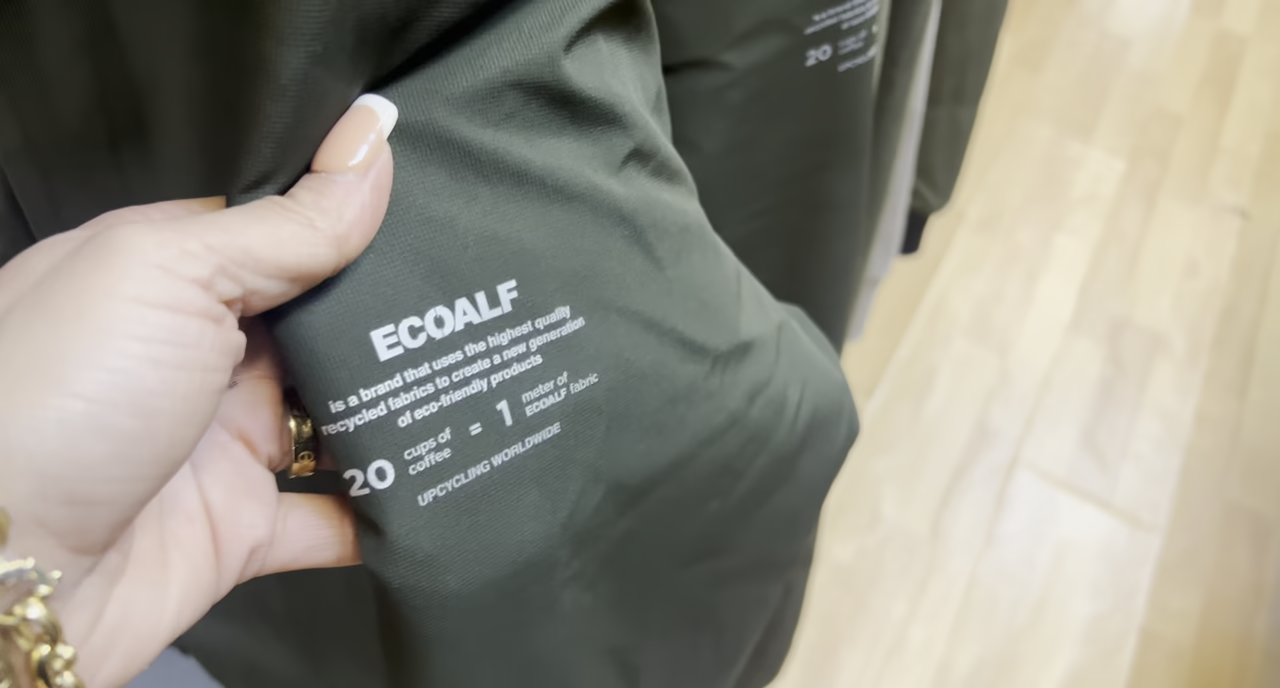 ECOALF
is a brand that uses the highest quality
recycled fabrics to create a new generation
of eco-friendly products
20 cups of coffee = 1 meter of ECOALF fabric
UPCYCLING WORLDWIDE
20